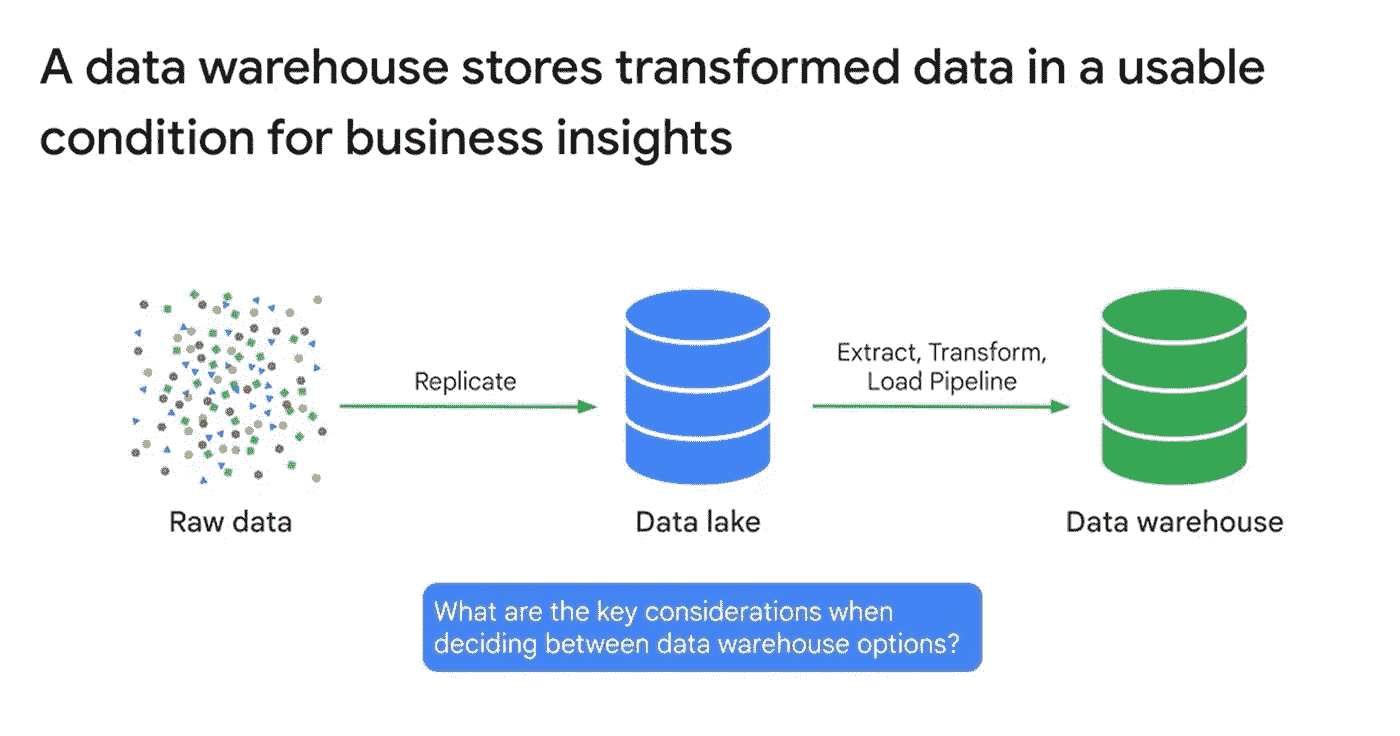 A data warehouse stores transformed data in a usable
condition for business insights
Replicate
Extract, Transform,
Load Pipeline
Raw data
Data lake
Data warehouse
What are the key considerations when
deciding between data warehouse options?